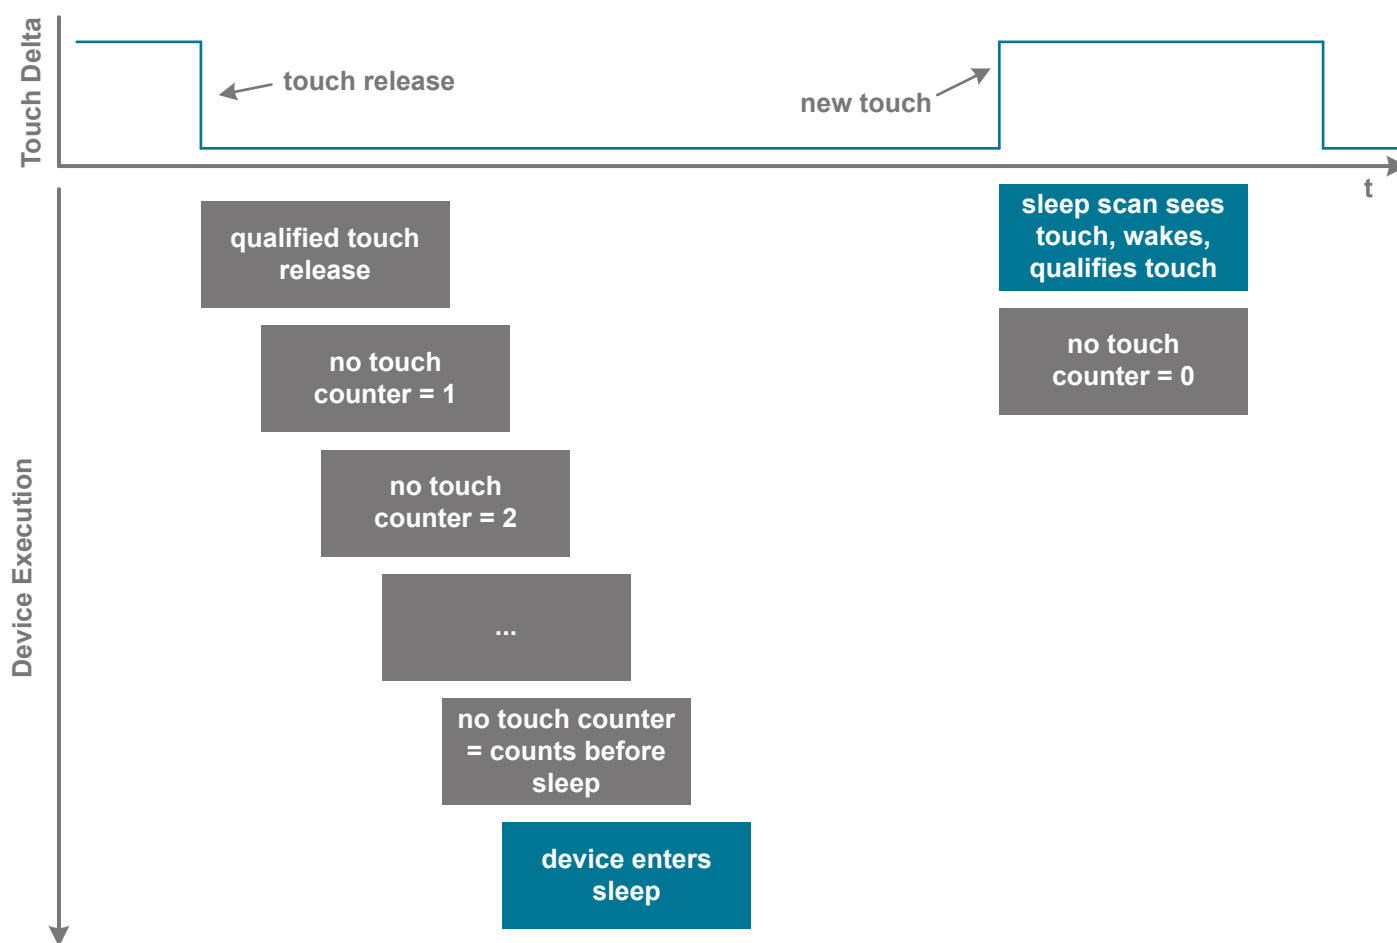 Touch Delta
touch release
new touch
t
Device Execution
qualified touch
release
no touch
counter = 1
no touch
counter = 2
...
no touch counter
= counts before
sleep
device enters
sleep
sleep scan sees
touch, wakes,
qualifies touch
no touch
counter = 0